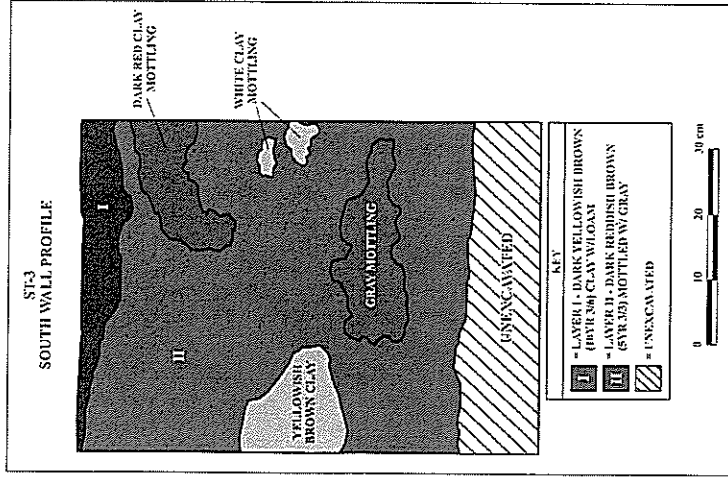 ST-3
SOUTH WALL PROFILE
I
DARK RED CLAY
MOTTLING
II
WHITE CLAY
MOTTLING
YELLOWISH
BROWN CLAY
GRAY MOTTLING
UNEXCAVATED
KEY
I = LAYER I - DARK YELLOWISH BROWN
(10YR 3/6) CLAY W/LOAM
II = LAYER II - DARK REDDISH BROWN
(5YR 3/3) MOTTLED W/ GRAY
= UNEXCAVATED
0 10 20 30 cm